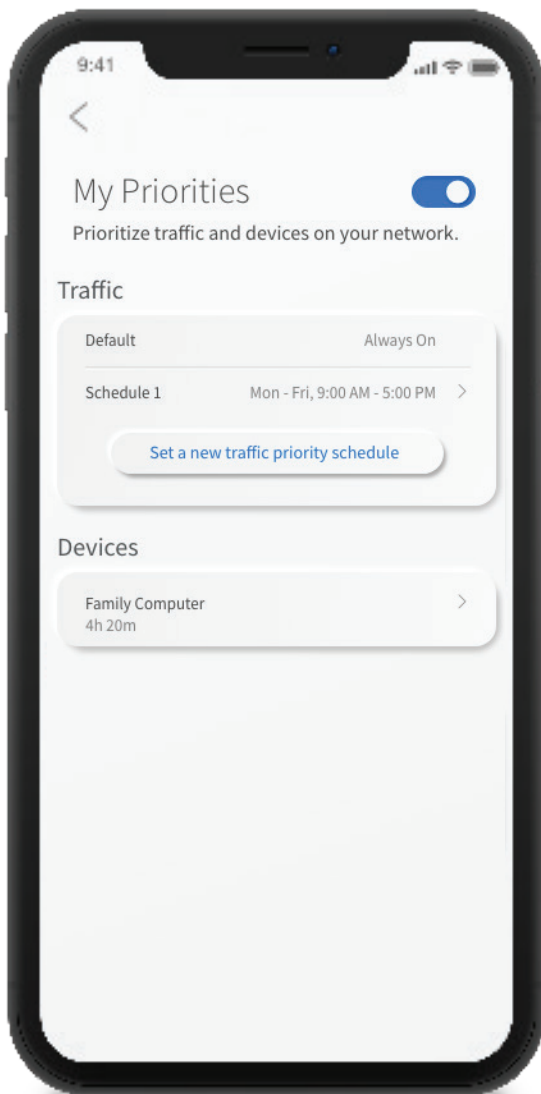 9:41
My Priorities
Prioritize traffic and devices on your network.
Traffic
Default Always On
Schedule 1 Mon - Fri, 9:00 AM - 5:00 PM
Set a new traffic priority schedule
Devices
Family Computer
4h 20m